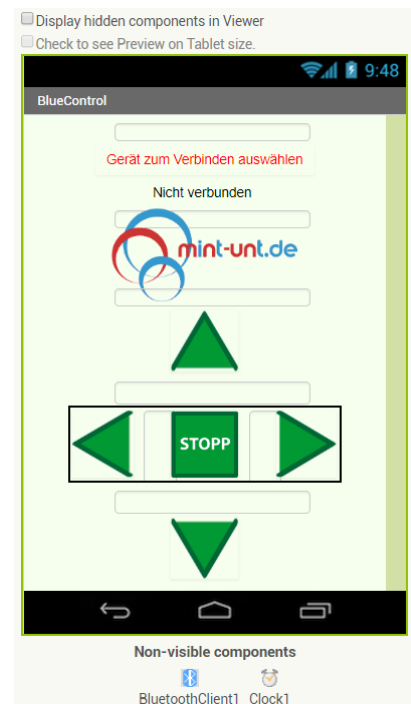 Display hidden components in Viewer
Check to see Preview on Tablet size.
9:48
BlueControl
Gerät zum Verbinden auswählen
Nicht verbunden
mint-unt.de
STOPP
Non-visible components
BluetoothClient1 Clock1